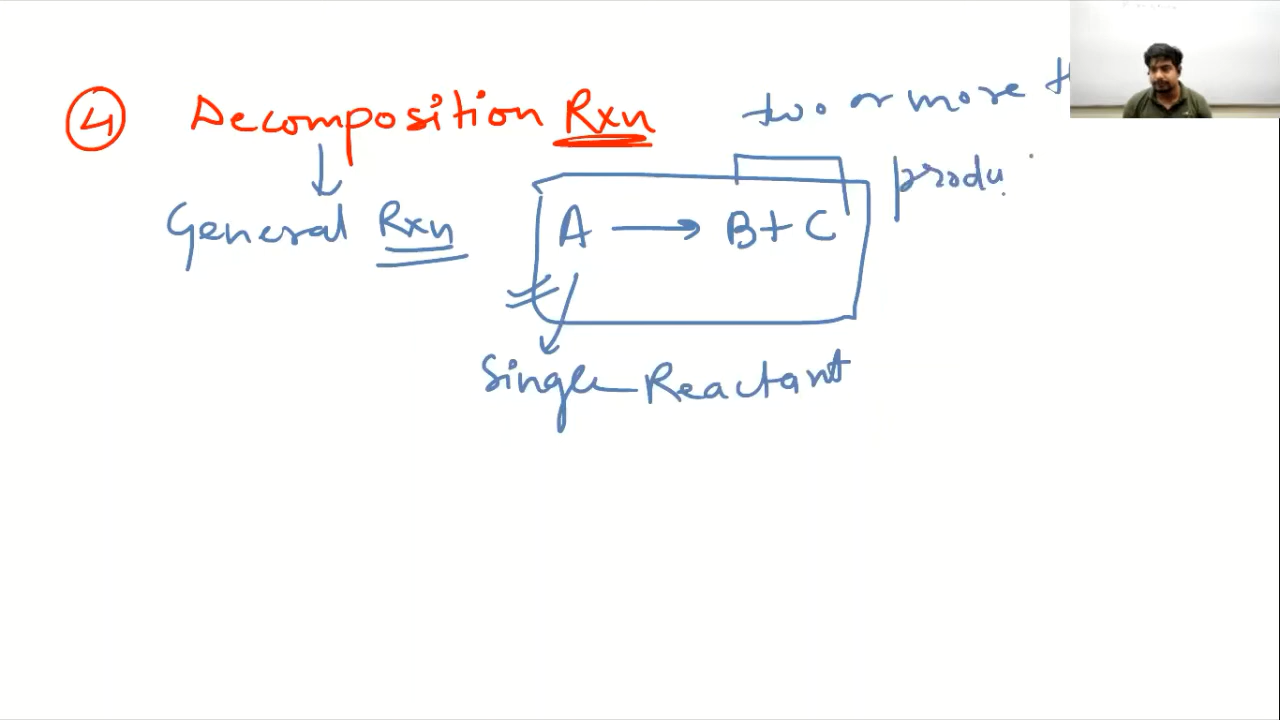 4 Decomposition Rxn
two or more
produ
General Rxn
A → B + C
Single Reactant